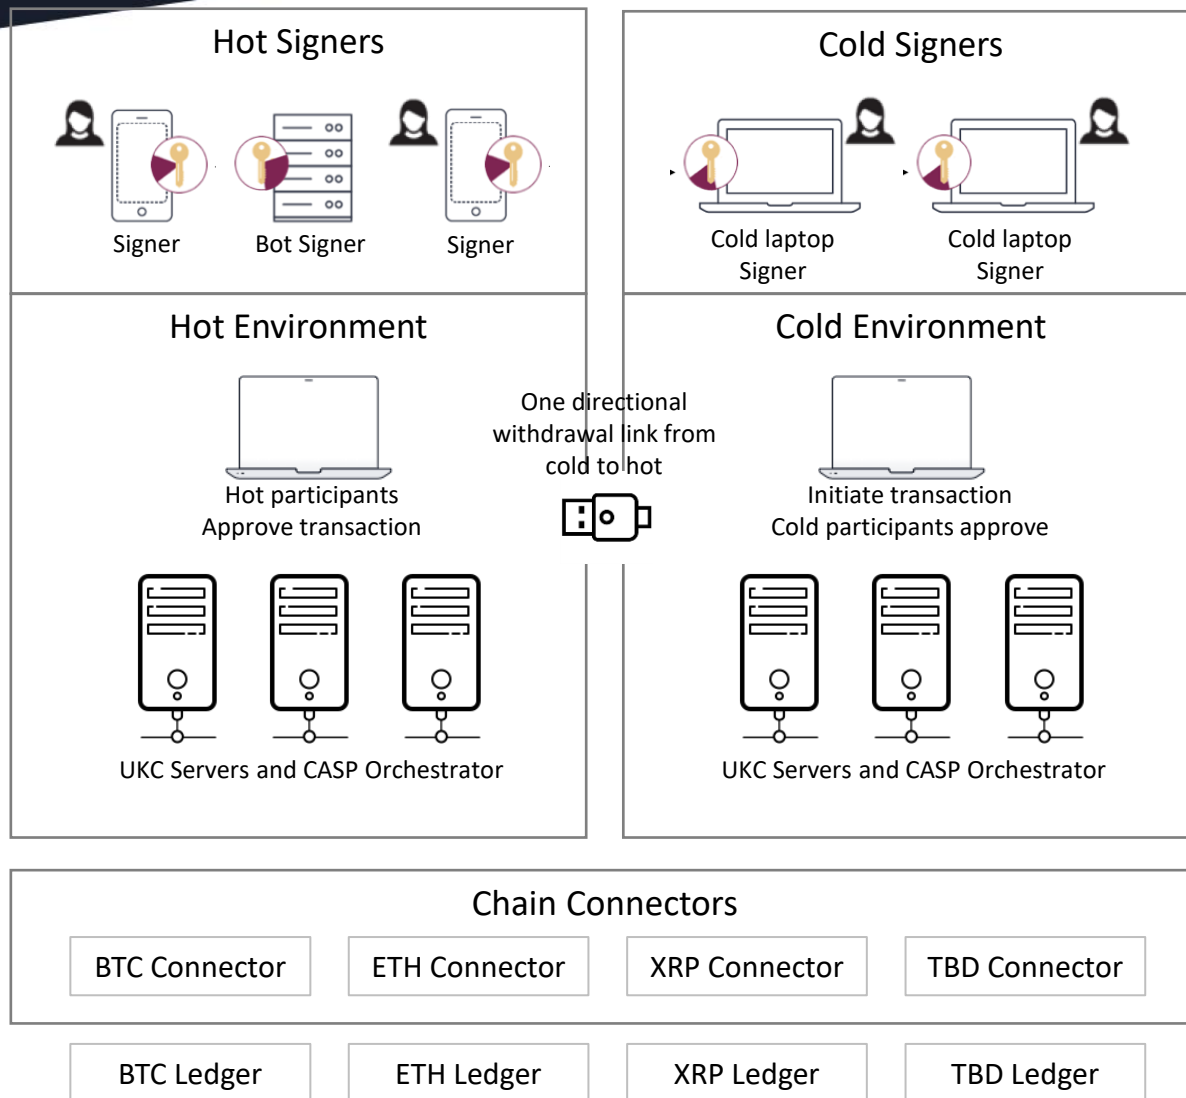 Hot Signers
Signer
Bot Signer
Signer
Cold Signers
Cold laptop
Signer
Cold laptop
Signer
Hot Environment
Hot participants
Approve transaction
UKC Servers and CASP Orchestrator
One directional
withdrawal link from
cold to hot
Cold Environment
Initiate transaction
Cold participants approve
UKC Servers and CASP Orchestrator
Chain Connectors
BTC Connector
ETH Connector
XRP Connector
TBD Connector
BTC Ledger
ETH Ledger
XRP Ledger
TBD Ledger